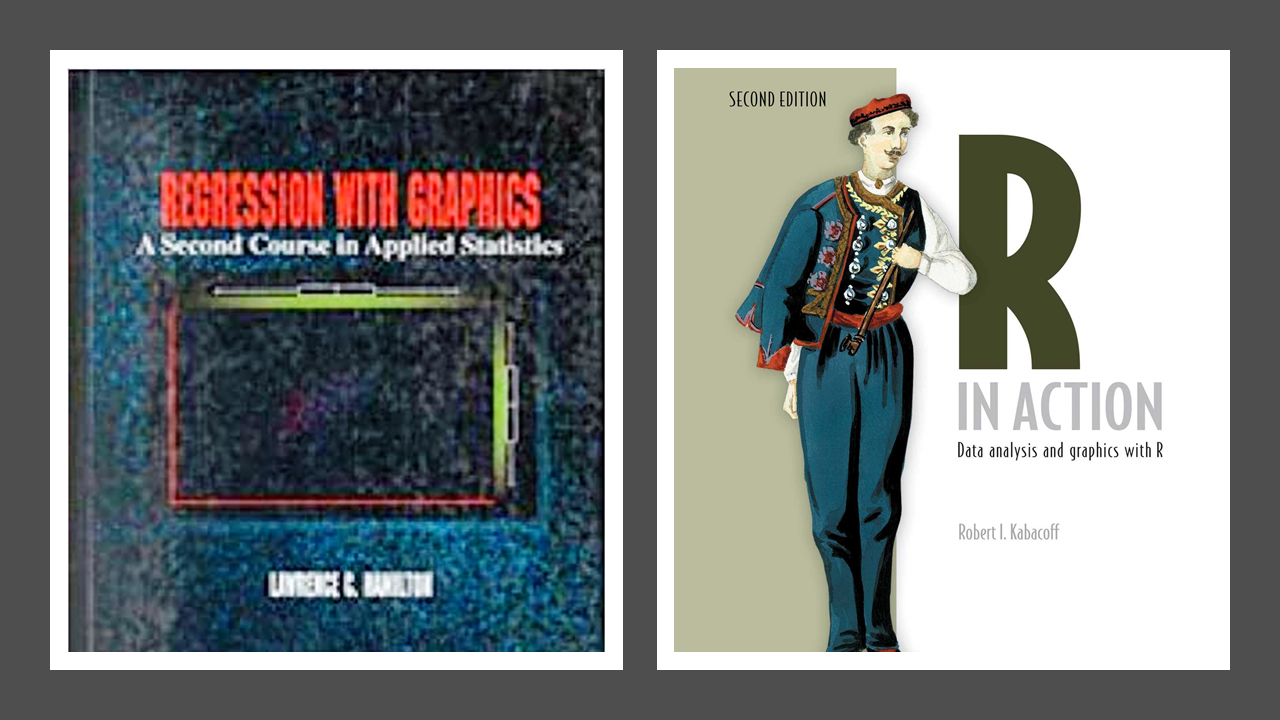 REGRESSION WITH GRAPHICS
A Second Course in Applied Statistics
LAWRENCE C. HAMILTON
SECOND EDITION
R
IN ACTION
Data analysis and graphics with R
Robert I. Kabacoff